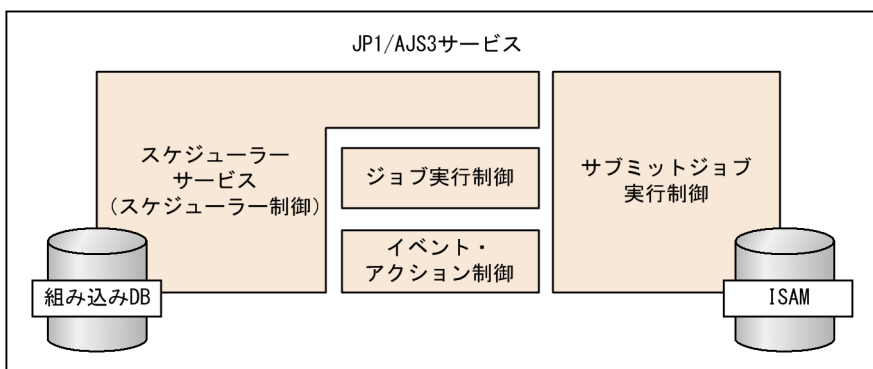 JP1/AJS3サービス
スケジューラー
サービス
(スケジューラー制御)
ジョブ実行制御
イベント・
アクション制御
サブミットジョブ
実行制御
組み込みDB
ISAM